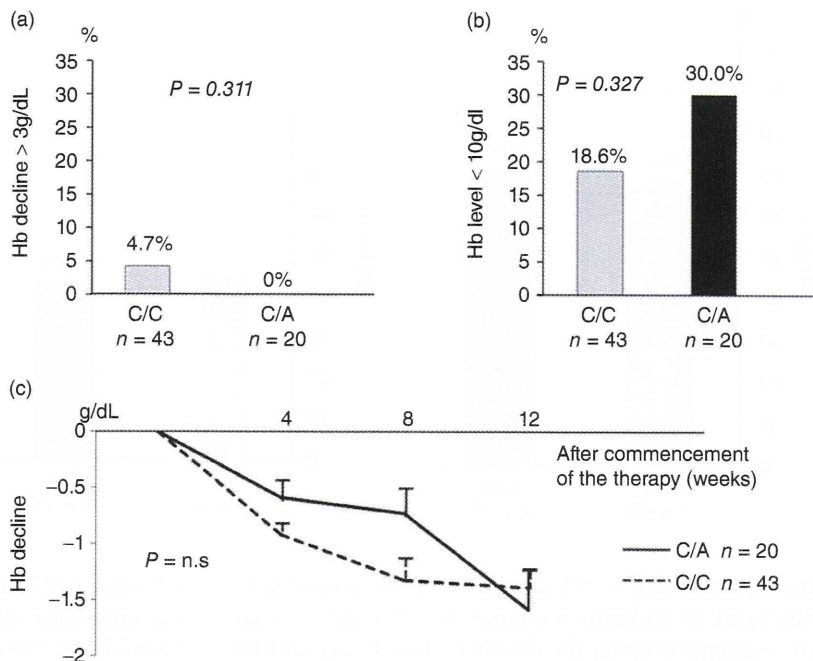 (a)
%
35
30
25
20
15
10
5
0
Hb decline > 3g/dL
P = 0.311
4.7%
0%
C/C
n = 43
C/A
n = 20
(b)
%
35
30
25
20
15
10
5
0
Hb level < 10g/dl
P = 0.327
18.6%
30.0%
C/C
n = 43
C/A
n = 20
(c)
g/dL
4 8 12
0
−0.5
−1
−1.5
−2
Hb decline
After commencement
of the therapy (weeks)
P = n.s
C/A n = 20
C/C n = 43